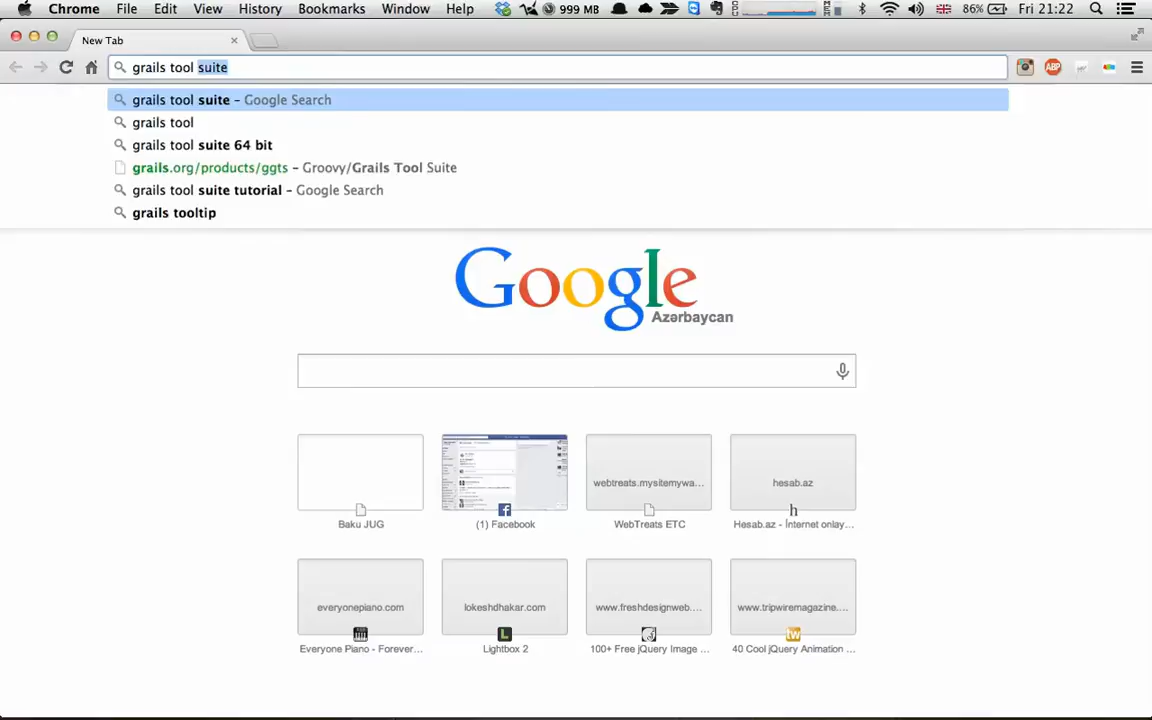 Chrome File Edit View History Bookmarks Window Help 999 MB 86% Fri 21:22
New Tab
grails tool suite
grails tool suite – Google Search
grails tool
grails tool suite 64 bit
grails.org/products/ggts – Groovy/Grails Tool Suite
grails tool suite tutorial – Google Search
grails tooltip
Google
Azərbaycan
webtreats.mysitemywa...
hesab.az
Baku JUG
(1) Facebook
WebTreats ETC
Hesab.az - İnternet onlay...
everyonepiano.com
lokeshdhakar.com
www.freshdesignweb....
www.tripwiremagazine....
Everyone Piano - Forever...
Lightbox 2
100+ Free jQuery Image ...
40 Cool jQuery Animation ...